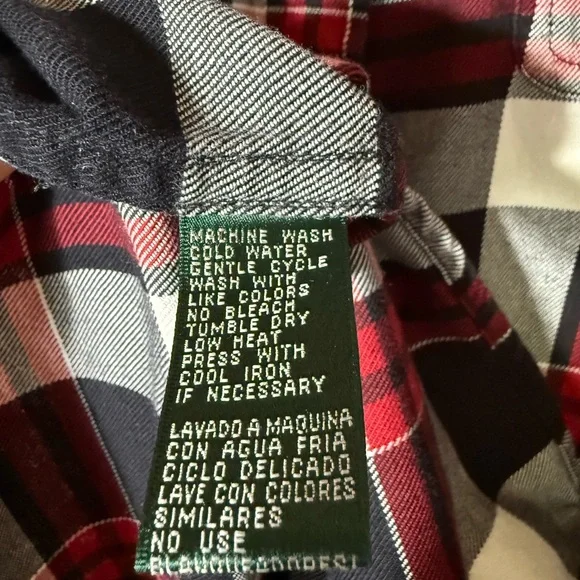 MACHINE WASH
COLD WATER
GENTLE CYCLE
WASH WITH
LIKE COLORS
NO BLEACH
TUMBLE DRY
LOW HEAT
PRESS WITH
COOL IRON
IF NECESSARY
LAVADO A MAQUINA
CON AGUA FRIA
CICLO DELICADO
LAVE CON COLORES
SIMILARES
NO USE
BLANQUEADORES!